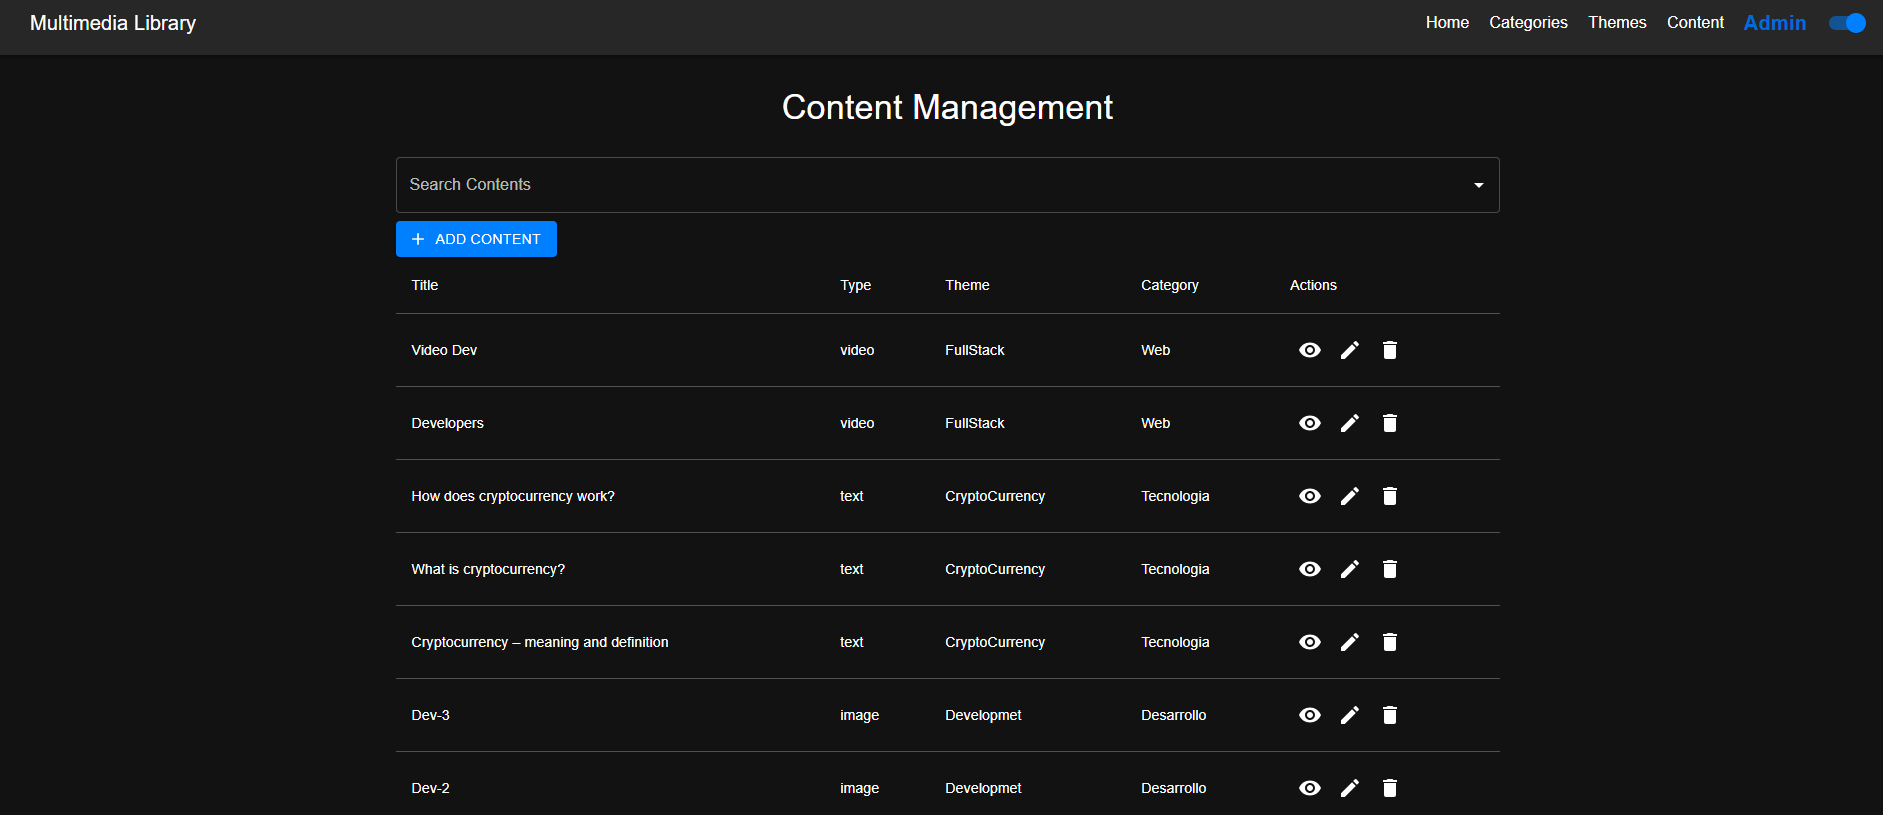 Multimedia Library Home Categories Themes Content Admin
Content Management
Search Contents
ADD CONTENT
Title Type Theme Category Actions
Video Dev video FullStack Web
Developers video FullStack Web
How does cryptocurrency work? text CryptoCurrency Tecnologia
What is cryptocurrency? text CryptoCurrency Tecnologia
Cryptocurrency – meaning and definition text CryptoCurrency Tecnologia
Dev-3 image Developmet Desarrollo
Dev-2 image Developmet Desarrollo